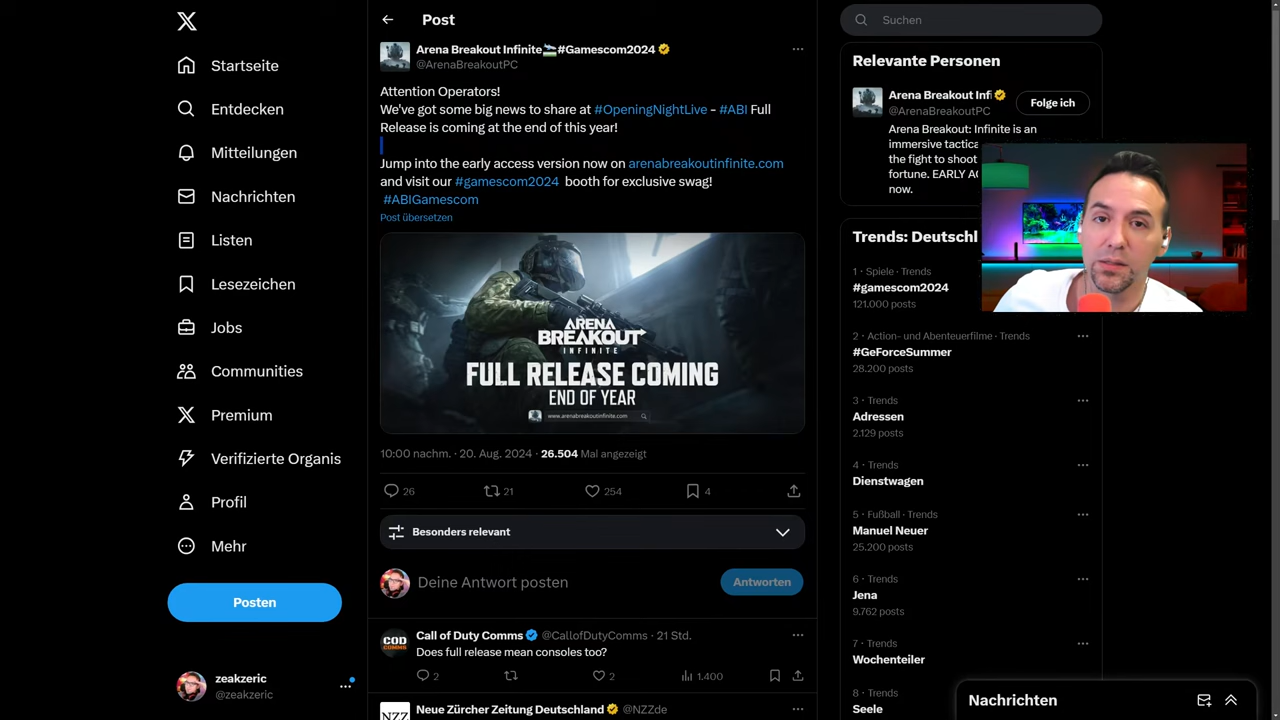 Startseite
Entdecken
Mitteilungen
Nachrichten
Listen
Lesezeichen
Jobs
Communities
Premium
Verifizierte Organis
Profil
Mehr
Posten
zeakzeric
@zeakzeric
Post
Arena Breakout Infinite #Gamescom2024
@ArenaBreakoutPC
Attention Operators!
We've got some big news to share at #OpeningNightLive - #ABI Full
Release is coming at the end of this year!
Jump into the early access version now on arenabreakoutinfinite.com
and visit our #gamescom2024 booth for exclusive swag!
#ABIGamescom
Post übersetzen
ARENA
BREAKOUT
INFINITE
FULL RELEASE COMING
END OF YEAR
www.arenabreakoutinfinite.com
10:00 nachm. · 20. Aug. 2024 · 26.504 Mal angezeigt
26
21
254
4
Besonders relevant
Deine Antwort posten
Antworten
COD
COMMS
Call of Duty Comms @CallofDutyComms · 21 Std.
Does full release mean consoles too?
2
2
1.400
NZZ
Neue Zürcher Zeitung Deutschland @NZZde
Suchen
Relevante Personen
Arena Breakout Infi
@ArenaBreakoutPC
Folge ich
Arena Breakout: Infinite is an
immersive tactica
the fight to shoot
fortune. EARLY AC
now.
Trends: Deutschl
1 · Spiele · Trends
#gamescom2024
121.000 posts
2 · Action- und Abenteuerfilme · Trends
#GeForceSummer
28.200 posts
3 · Trends
Adressen
2.129 posts
4 · Trends
Dienstwagen
5 · Fußball · Trends
Manuel Neuer
25.200 posts
6 · Trends
Jena
9.762 posts
7 · Trends
Wochenteiler
8 · Trends
Seele
Nachrichten